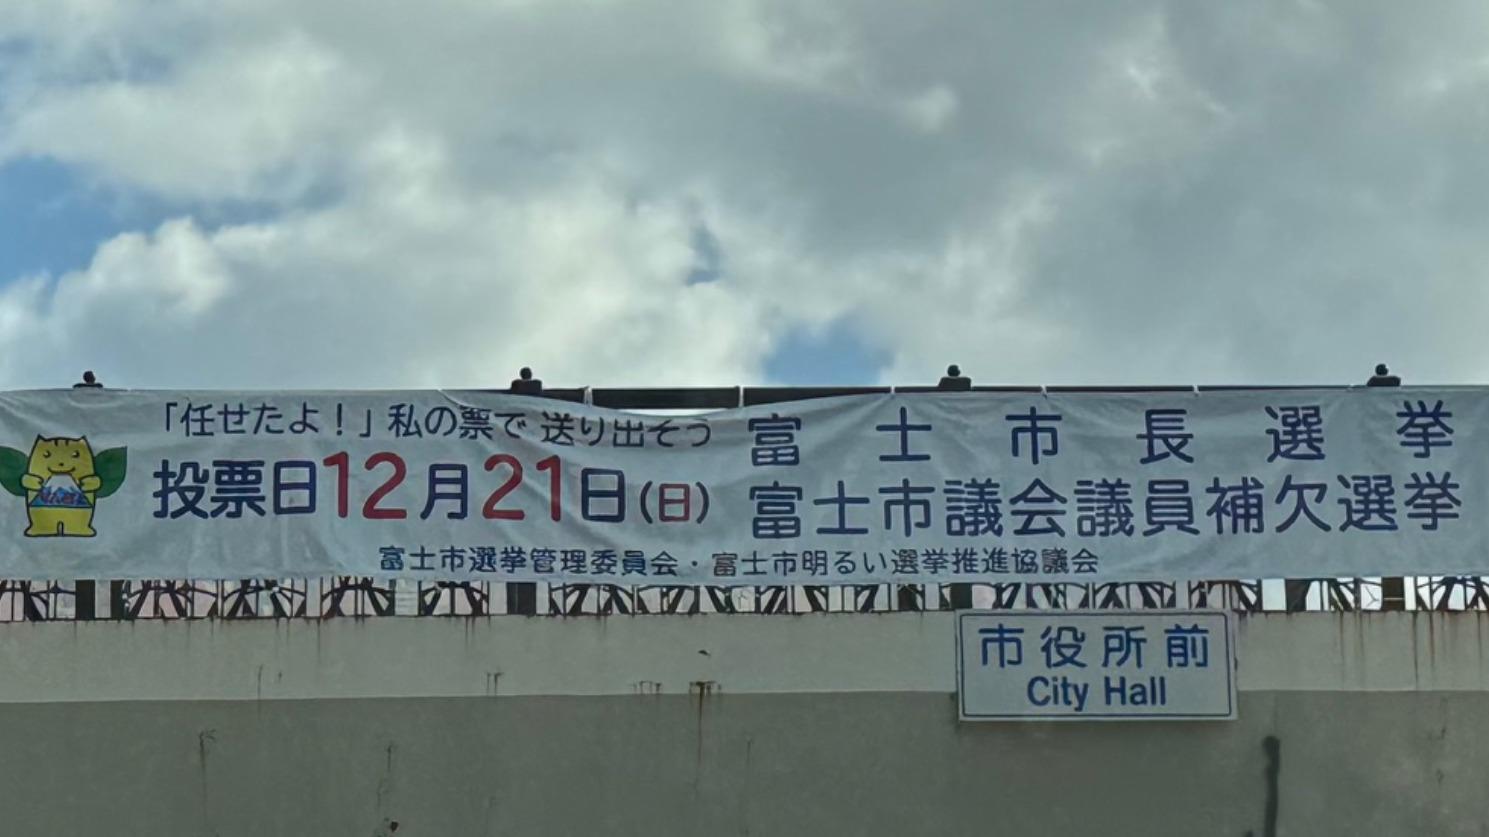 「任せたよ！」私の票で 送り出そう
投票日12月21日(日)
富士市長選挙
富士市議会議員補欠選挙
富士市選挙管理委員会・富士市明るい選挙推進協議会
市役所前
City Hall